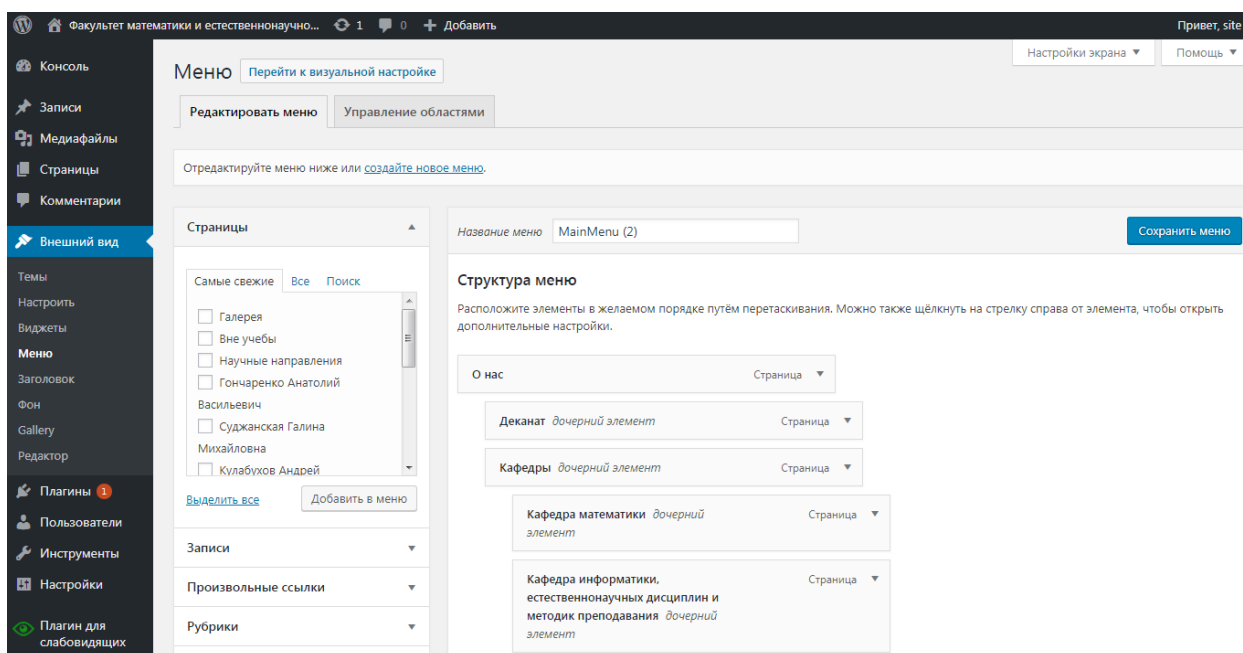 Факультет математики и естественнонаучно... 1 0 + Добавить
Привет, site
Настройки экрана ▼
Помощь ▼
Консоль
Записи
Медиафайлы
Страницы
Комментарии
Внешний вид
Темы
Настроить
Виджеты
Меню
Заголовок
Фон
Gallery
Редактор
Плагины 1
Пользователи
Инструменты
Настройки
Плагин для
слабовидящих
Меню Перейти к визуальной настройке
Редактировать меню Управление областями
Отредактируйте меню ниже или создайте новое меню.
Страницы
Самые свежие Все Поиск
Галерея
Вне учебы
Научные направления
Гончаренко Анатолий
Васильевич
Суджанская Галина
Михайловна
Кулабухов Андрей
Выделить все Добавить в меню
Записи
Произвольные ссылки
Рубрики
Название меню MainMenu (2) Сохранить меню
Структура меню
Расположите элементы в желаемом порядке путём перетаскивания. Можно также щёлкнуть на стрелку справа от элемента, чтобы открыть
дополнительные настройки.
О нас Страница ▼
Деканат дочерний элемент Страница ▼
Кафедры дочерний элемент Страница ▼
Кафедра математики дочерний Страница ▼
элемент
Кафедра информатики, Страница ▼
естественнонаучных дисциплин и
методик преподавания дочерний
элемент